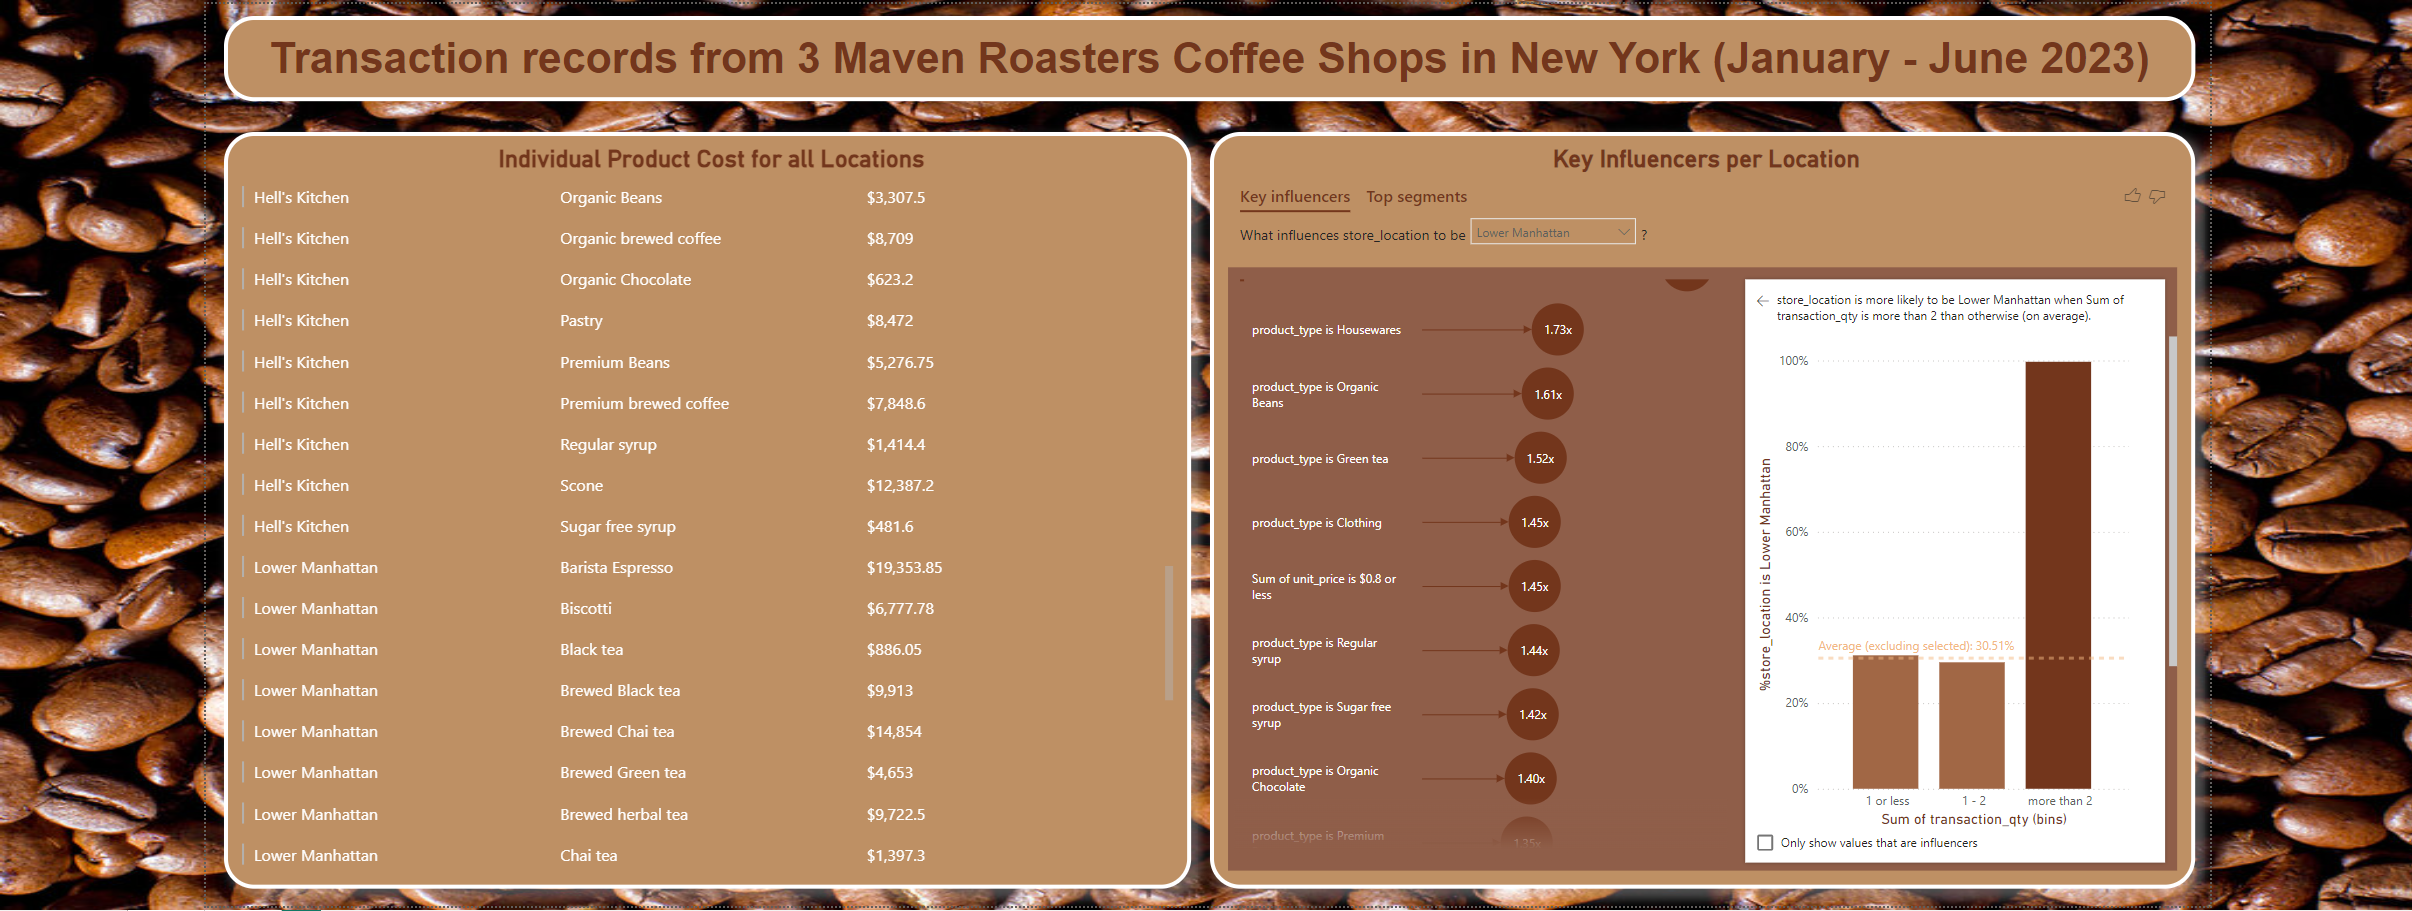 Transaction records from 3 Maven Roasters Coffee Shops in New York (January - June 2023)
Individual Product Cost for all Locations
Hell's Kitchen Organic Beans $3,307.5
Hell's Kitchen Organic brewed coffee $8,709
Hell's Kitchen Organic Chocolate $623.2
Hell's Kitchen Pastry $8,472
Hell's Kitchen Premium Beans $5,276.75
Hell's Kitchen Premium brewed coffee $7,848.6
Hell's Kitchen Regular syrup $1,414.4
Hell's Kitchen Scone $12,387.2
Hell's Kitchen Sugar free syrup $481.6
Lower Manhattan Barista Espresso $19,353.85
Lower Manhattan Biscotti $6,777.78
Lower Manhattan Black tea $886.05
Lower Manhattan Brewed Black tea $9,913
Lower Manhattan Brewed Chai tea $14,854
Lower Manhattan Brewed Green tea $4,653
Lower Manhattan Brewed herbal tea $9,722.5
Lower Manhattan Chai tea $1,397.3
Key Influencers per Location
Key influencers Top segments
What influences store_location to be Lower Manhattan ?
product_type is Housewares 1.73x
product_type is Organic
Beans
1.61x
product_type is Green tea 1.52x
product_type is Clothing 1.45x
Sum of unit_price is $0.8 or
less
1.45x
product_type is Regular
syrup
1.44x
product_type is Sugar free
syrup
1.42x
product_type is Organic
Chocolate
1.40x
product_type is Premium
1.35x
store_location is more likely to be Lower Manhattan when Sum of
transaction_qty is more than 2 than otherwise (on average).
%store_location is Lower Manhattan
100%
80%
60%
40%
Average (excluding selected): 30.51%
20%
0%
1 or less 1 - 2 more than 2
Sum of transaction_qty (bins)
Only show values that are influencers